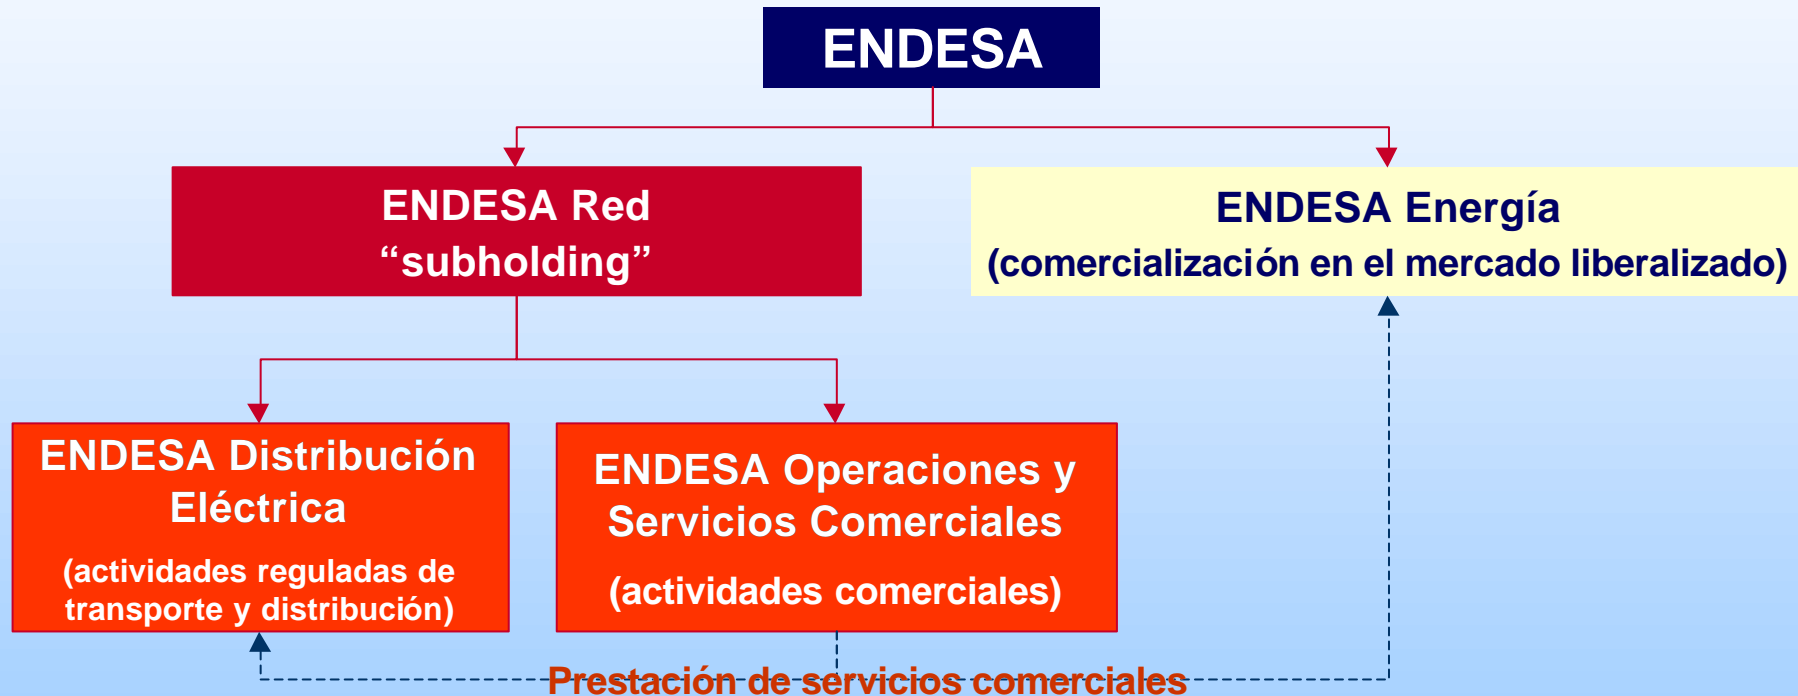 ENDESA
ENDESA Red
“subholding”
ENDESA Energía
(comercialización en el mercado liberalizado)
ENDESA Distribución
Eléctrica
(actividades reguladas de
transporte y distribución)
ENDESA Operaciones y
Servicios Comerciales
(actividades comerciales)
Prestación de servicios comerciales